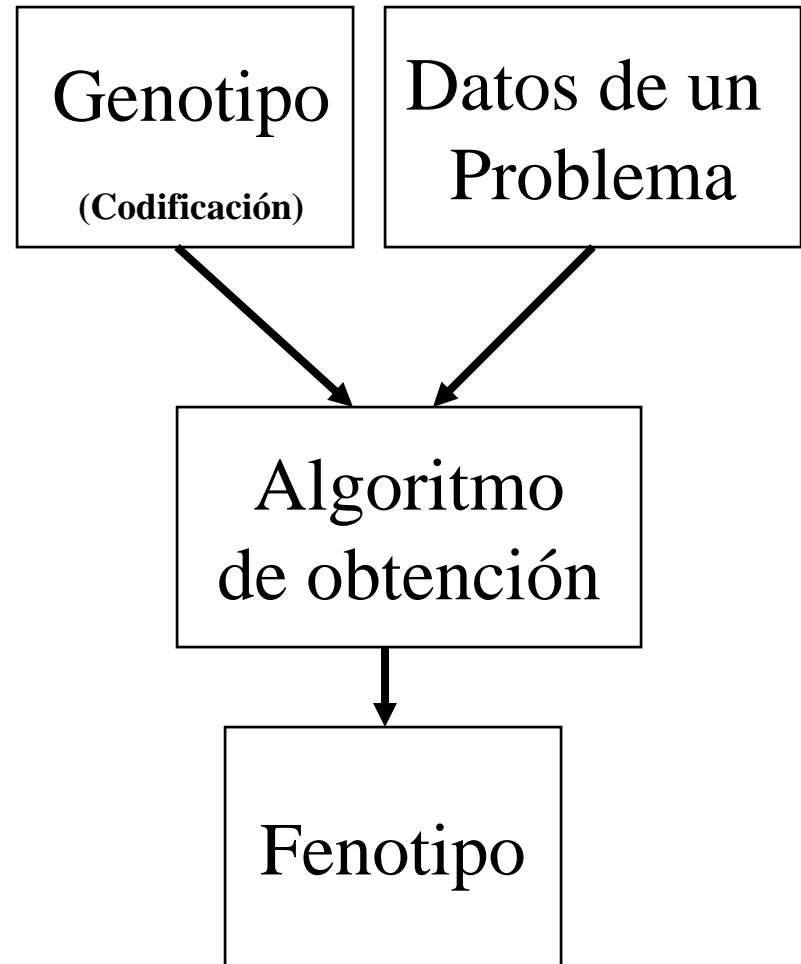 Genotipo
(Codificación)
Datos de un
Problema
Algoritmo
de obtención
Fenotipo